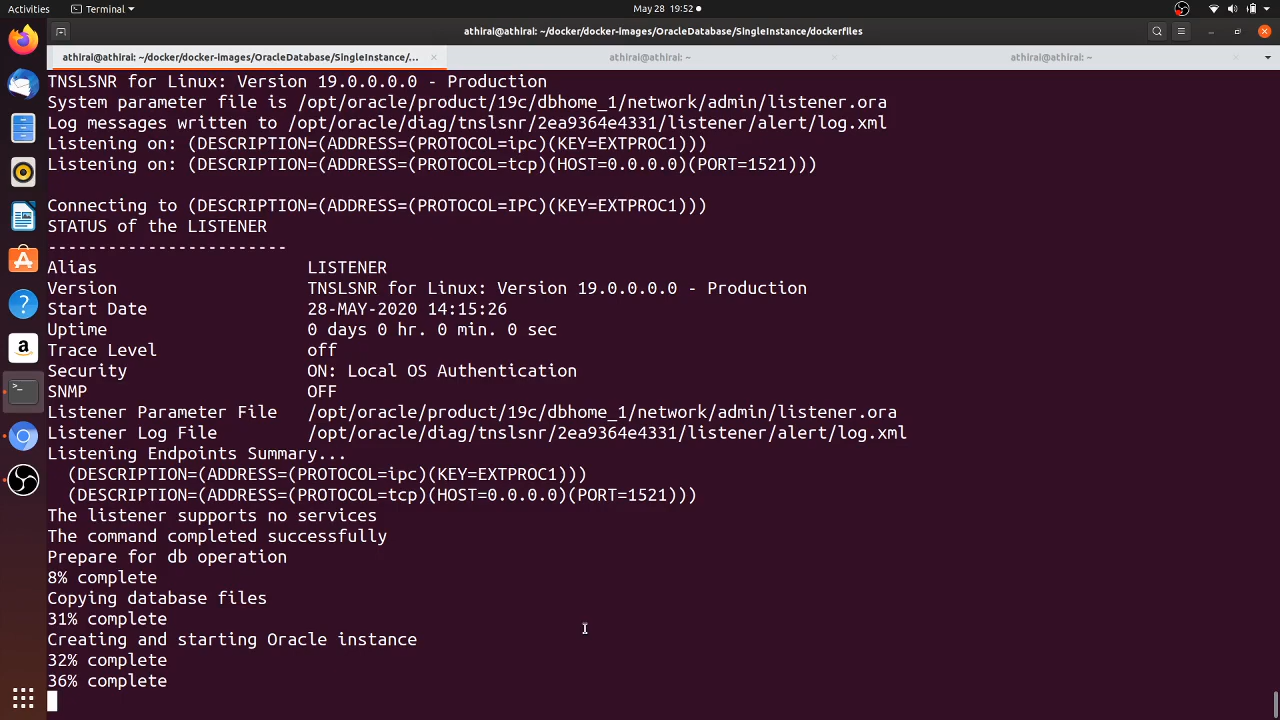 Activities
Terminal
May 28 19:52
athirai@athirai: ~/docker/docker-images/OracleDatabase/SingleInstance/dockerfiles
athirai@athirai: ~/docker/docker-images/OracleDatabase/SingleInstance/...
athirai@athirai: ~
athirai@athirai: ~
TNSLSNR for Linux: Version 19.0.0.0.0 - Production
System parameter file is /opt/oracle/product/19c/dbhome_1/network/admin/listener.ora
Log messages written to /opt/oracle/diag/tnslsnr/2ea9364e4331/listener/alert/log.xml
Listening on: (DESCRIPTION=(ADDRESS=(PROTOCOL=ipc)(KEY=EXTPROC1)))
Listening on: (DESCRIPTION=(ADDRESS=(PROTOCOL=tcp)(HOST=0.0.0.0)(PORT=1521)))
Connecting to (DESCRIPTION=(ADDRESS=(PROTOCOL=IPC)(KEY=EXTPROC1)))
STATUS of the LISTENER
------------------------
Alias LISTENER
Version TNSLSNR for Linux: Version 19.0.0.0.0 - Production
Start Date 28-MAY-2020 14:15:26
Uptime 0 days 0 hr. 0 min. 0 sec
Trace Level off
Security ON: Local OS Authentication
SNMP OFF
Listener Parameter File /opt/oracle/product/19c/dbhome_1/network/admin/listener.ora
Listener Log File /opt/oracle/diag/tnslsnr/2ea9364e4331/listener/alert/log.xml
Listening Endpoints Summary...
(DESCRIPTION=(ADDRESS=(PROTOCOL=ipc)(KEY=EXTPROC1)))
(DESCRIPTION=(ADDRESS=(PROTOCOL=tcp)(HOST=0.0.0.0)(PORT=1521)))
The listener supports no services
The command completed successfully
Prepare for db operation
8% complete
Copying database files
31% complete
Creating and starting Oracle instance
32% complete
36% complete